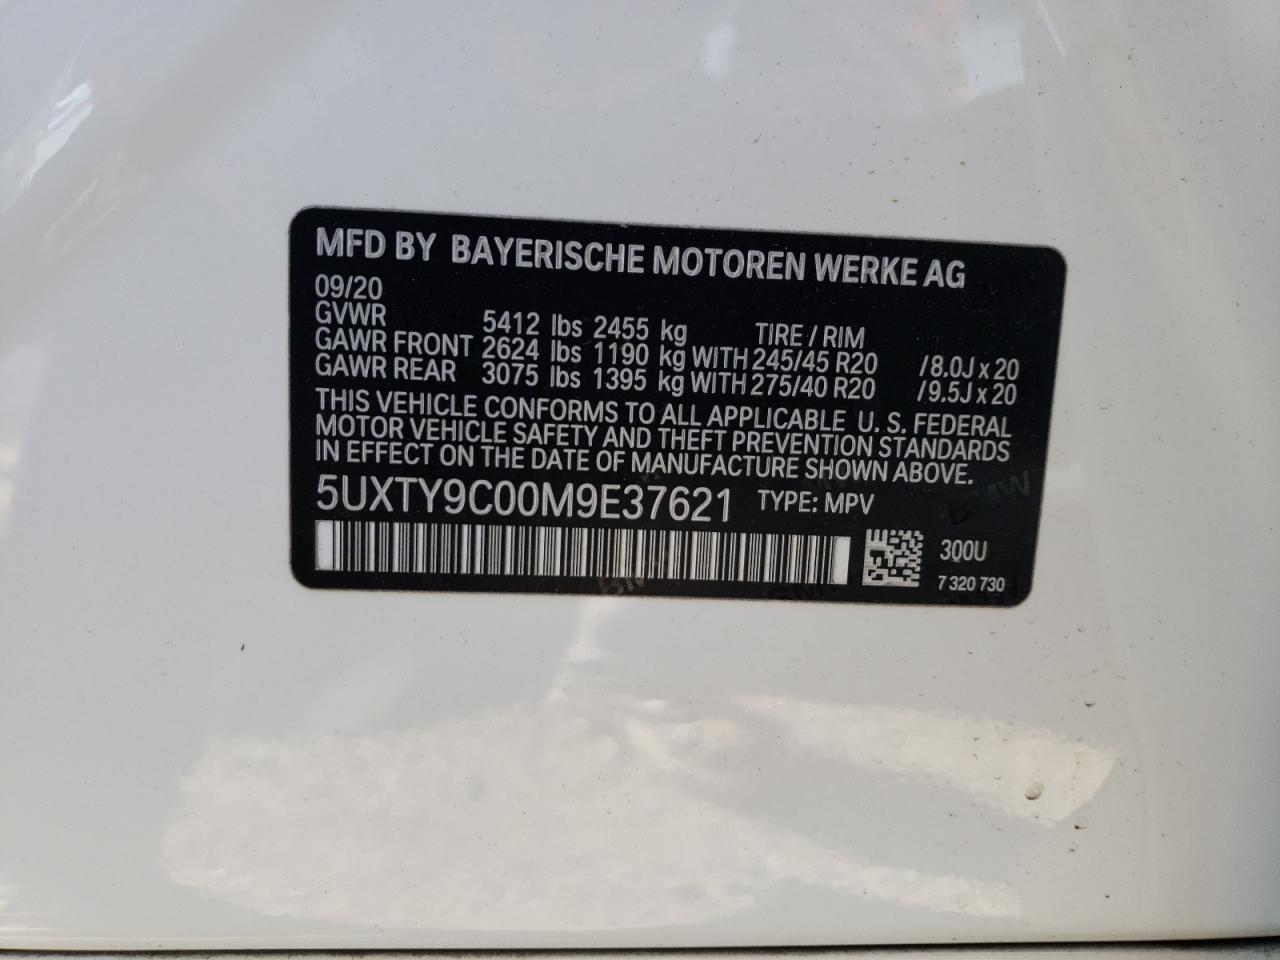 MFD BY BAYERISCHE MOTOREN WERKE AG
09/20
GVWR 5412 lbs 2455 kg TIRE / RIM
GAWR FRONT 2624 lbs 1190 kg WITH 245/45 R20 /8.0J x 20
GAWR REAR 3075 lbs 1395 kg WITH 275/40 R20 /9.5J x 20
THIS VEHICLE CONFORMS TO ALL APPLICABLE U. S. FEDERAL
MOTOR VEHICLE SAFETY AND THEFT PREVENTION STANDARDS
IN EFFECT ON THE DATE OF MANUFACTURE SHOWN ABOVE.
5UXTY9C00M9E37621 TYPE: MPV
300U
7 320 730